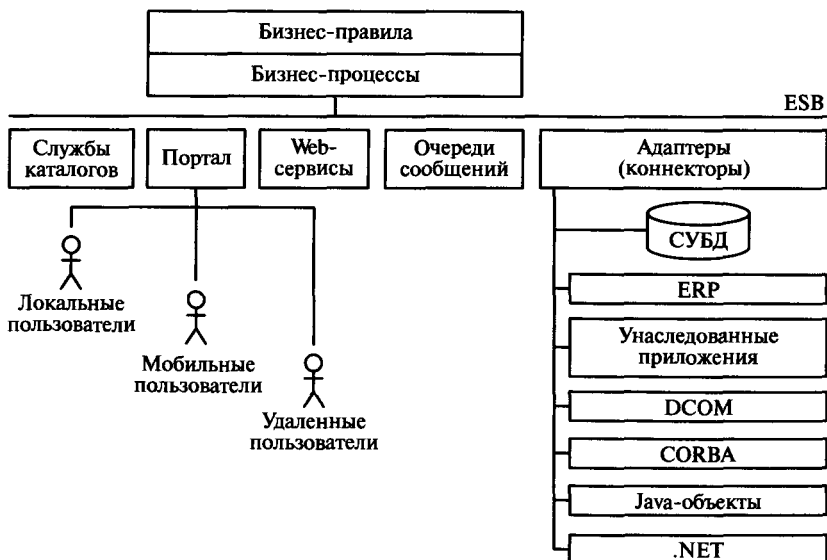 Бизнес-правила
Бизнес-процессы
ESB
Службы
каталогов
Портал
Web-
сервисы
Очереди
сообщений
Адаптеры
(коннекторы)
СУБД
ERP
Унаследованные
приложения
DCOM
CORBA
Java-объекты
.NET
Локальные
пользователи
Мобильные
пользователи
Удаленные
пользователи